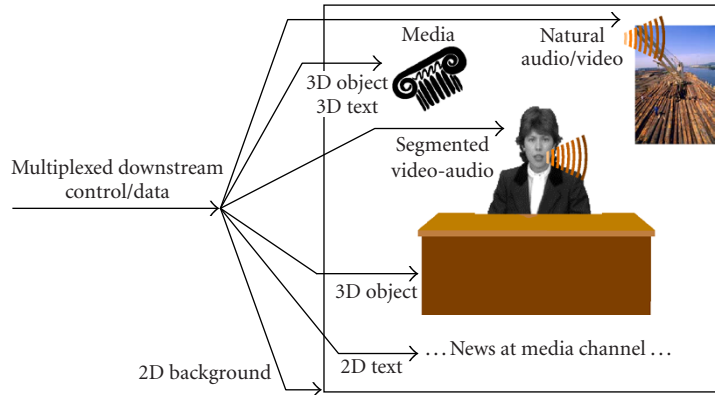 Media
Natural
audio/video
3D object
3D text
Segmented
video-audio
Multiplexed downstream
control/data
3D object
... News at media channel ...
2D text
2D background